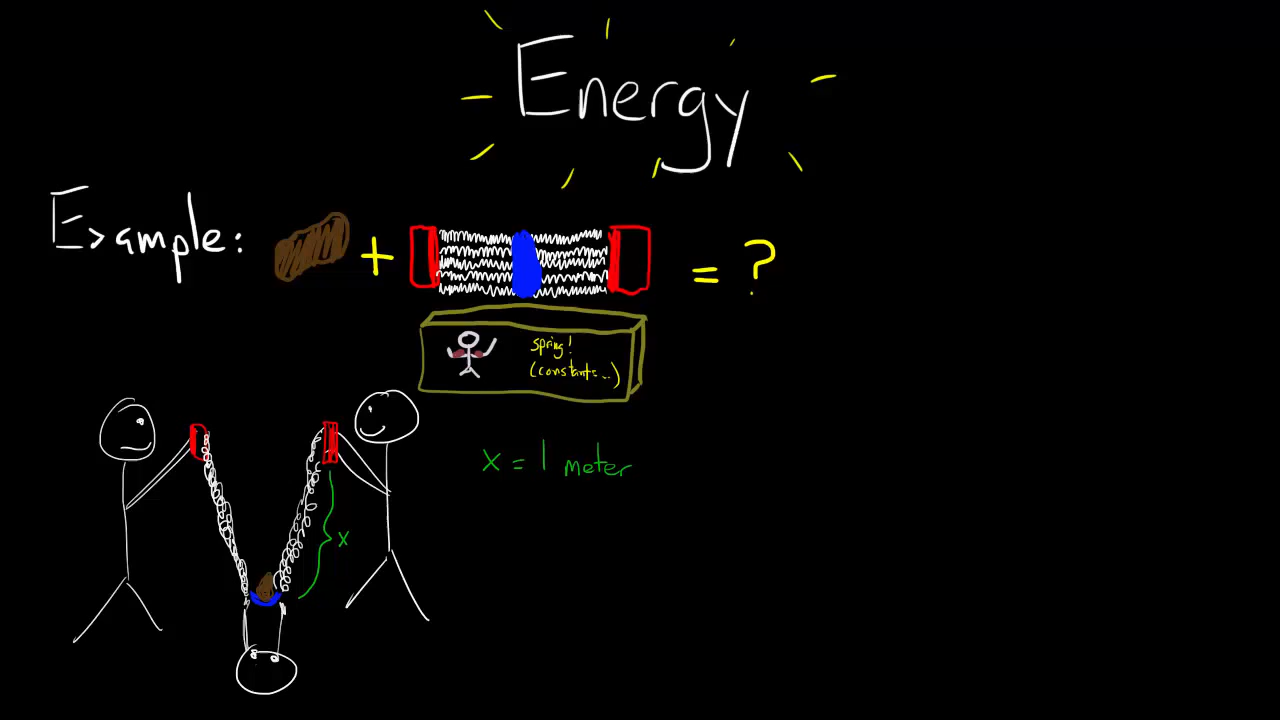 Energy
Example:
+ = ?
spring!
(constants...)
x = 1 meter
x